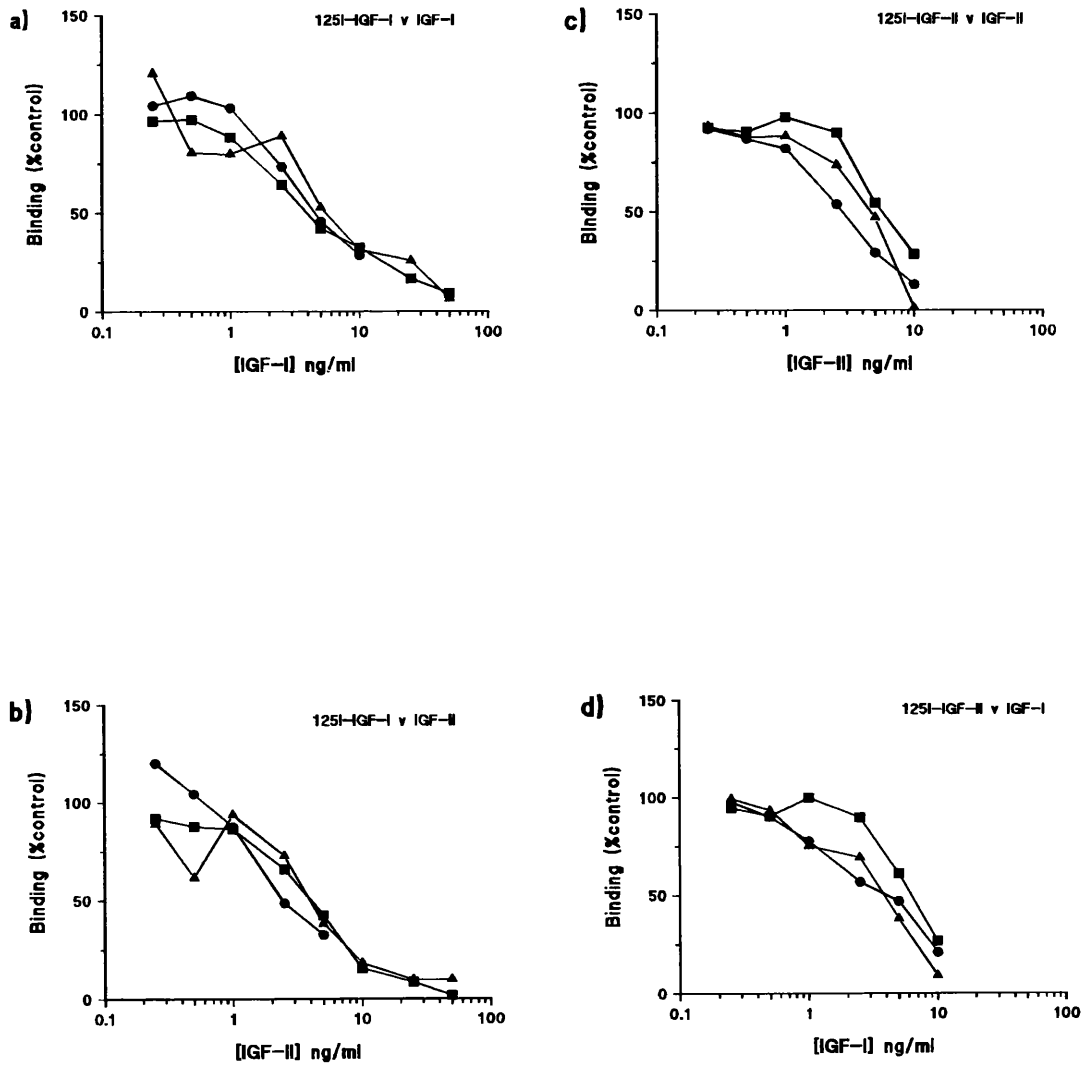 a)
125I-IGF-I v IGF-I
150
100
50
0
Binding (%control)
0.1 1 10 100
[IGF-I] ng/ml
c)
125I-IGF-II v IGF-II
150
100
50
0
Binding (%control)
0.1 1 10 100
[IGF-II] ng/ml
b)
125I-IGF-I v IGF-II
150
100
50
0
Binding (%control)
0.1 1 10 100
[IGF-II] ng/ml
d)
125I-IGF-II v IGF-I
150
100
50
0
Binding (%control)
0.1 1 10 100
[IGF-I] ng/ml